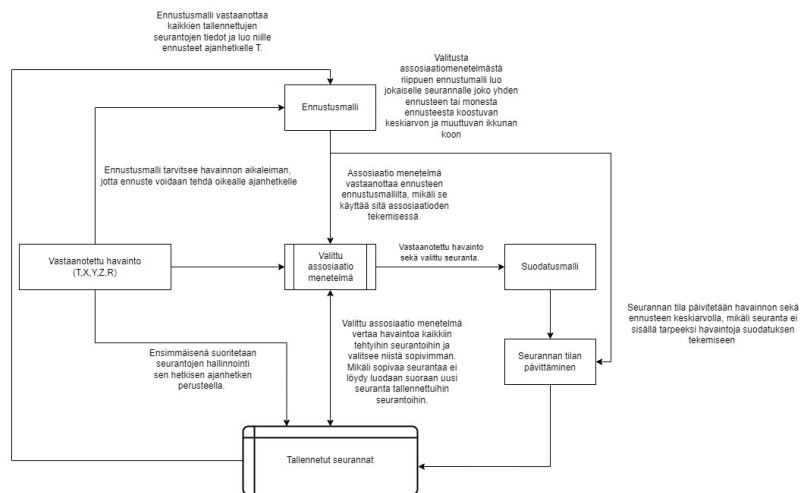 Ennustusmalli vastaanottaa
kaikkien tallennettujen
seurantojen tiedot ja luo niille
ennusteet ajanhetkelle T.
Valitusta
assosiaatiomenetelmästä
riippuen ennustumalli luo
jokaiselle seurannalle joko yhden
ennusteen tai monesta
ennusteesta koostuvan
keskiarvon ja muuttuvan ikkunan
koon
Ennustusmalli
Ennustusmalli tarvitsee havainnon aikaleiman,
jotta ennuste voidaan tehdä oikealle ajanhetkelle
Assosiaatio menetelmä
vastaanottaa ennusteen
ennustusmallilta, mikäli se
käyttää sitä assosiaatioden
tekemisessä.
Vastaanotettu havainto
(T,X,Y,Z,R)
Valittu
assosiaatio
menetelmä
Vastaanotettu havainto
sekä valittu seuranta.
Suodatusmalli
Seurannan tila päivitetään havainnon sekä
ennusteen keskiarvolla, mikäli seuranta ei
sisällä tarpeeksi havaintoja suodatuksen
tekemiseen
Ensimmäisenä suoritetaan
seurantojen hallinnointi
sen hetkisen ajanhetken
perusteella.
Valittu assosiaatio menetelmä
vertaa havaintoa kaikkiin
tehtyihin seurantoihin ja
valitsee niistä sopivimman.
Mikäli sopivaa seurantaa ei
löydy luodaan suoraan uusi
seuranta tallennettuihin
seurantoihin.
Seurannan tilan
pävittäminen
Tallennetut seurannat